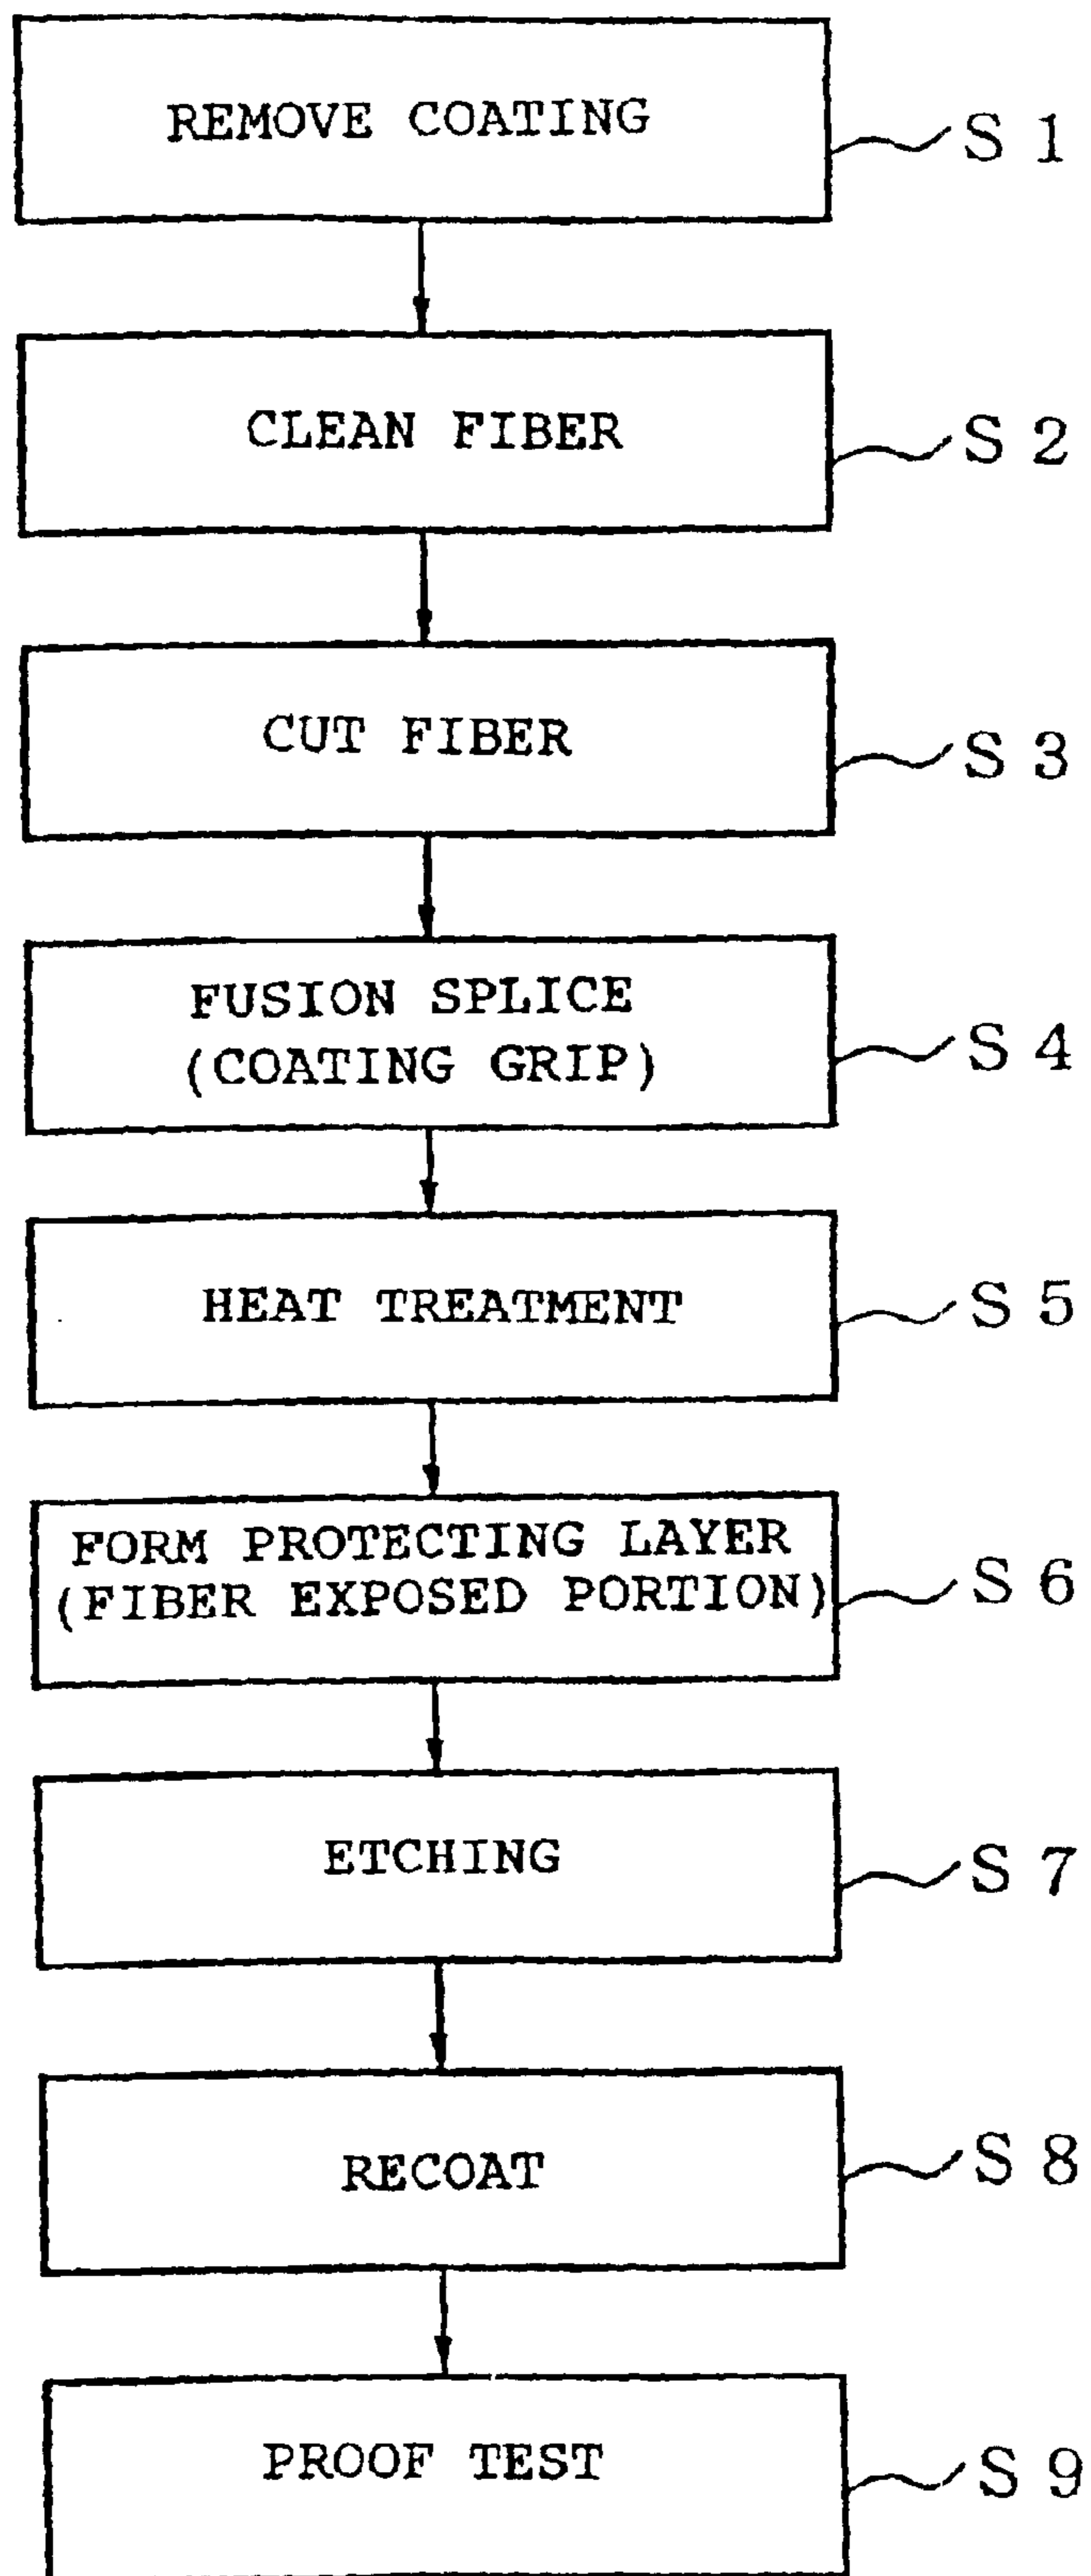 REMOVE COATING
S 1
CLEAN FIBER
S 2
CUT FIBER
S 3
FUSION SPLICE
(COATING GRIP)
S 4
HEAT TREATMENT
S 5
FORM PROTECTING LAYER
(FIBER EXPOSED PORTION)
S 6
ETCHING
S 7
RECOAT
S 8
PROOF TEST
S 9